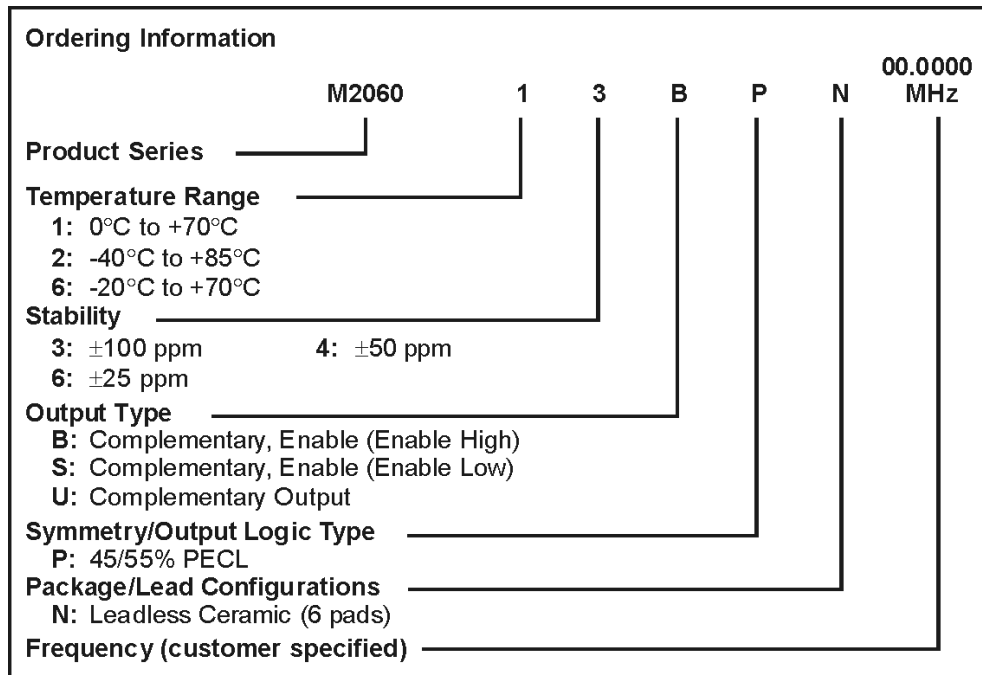 Ordering Information
00.0000
M2060 1 3 B P N MHz
Product Series
Temperature Range
1: 0°C to +70°C
2: -40°C to +85°C
6: -20°C to +70°C
Stability
3: ±100 ppm 4: ±50 ppm
6: ±25 ppm
Output Type
B: Complementary, Enable (Enable High)
S: Complementary, Enable (Enable Low)
U: Complementary Output
Symmetry/Output Logic Type
P: 45/55% PECL
Package/Lead Configurations
N: Leadless Ceramic (6 pads)
Frequency (customer specified)